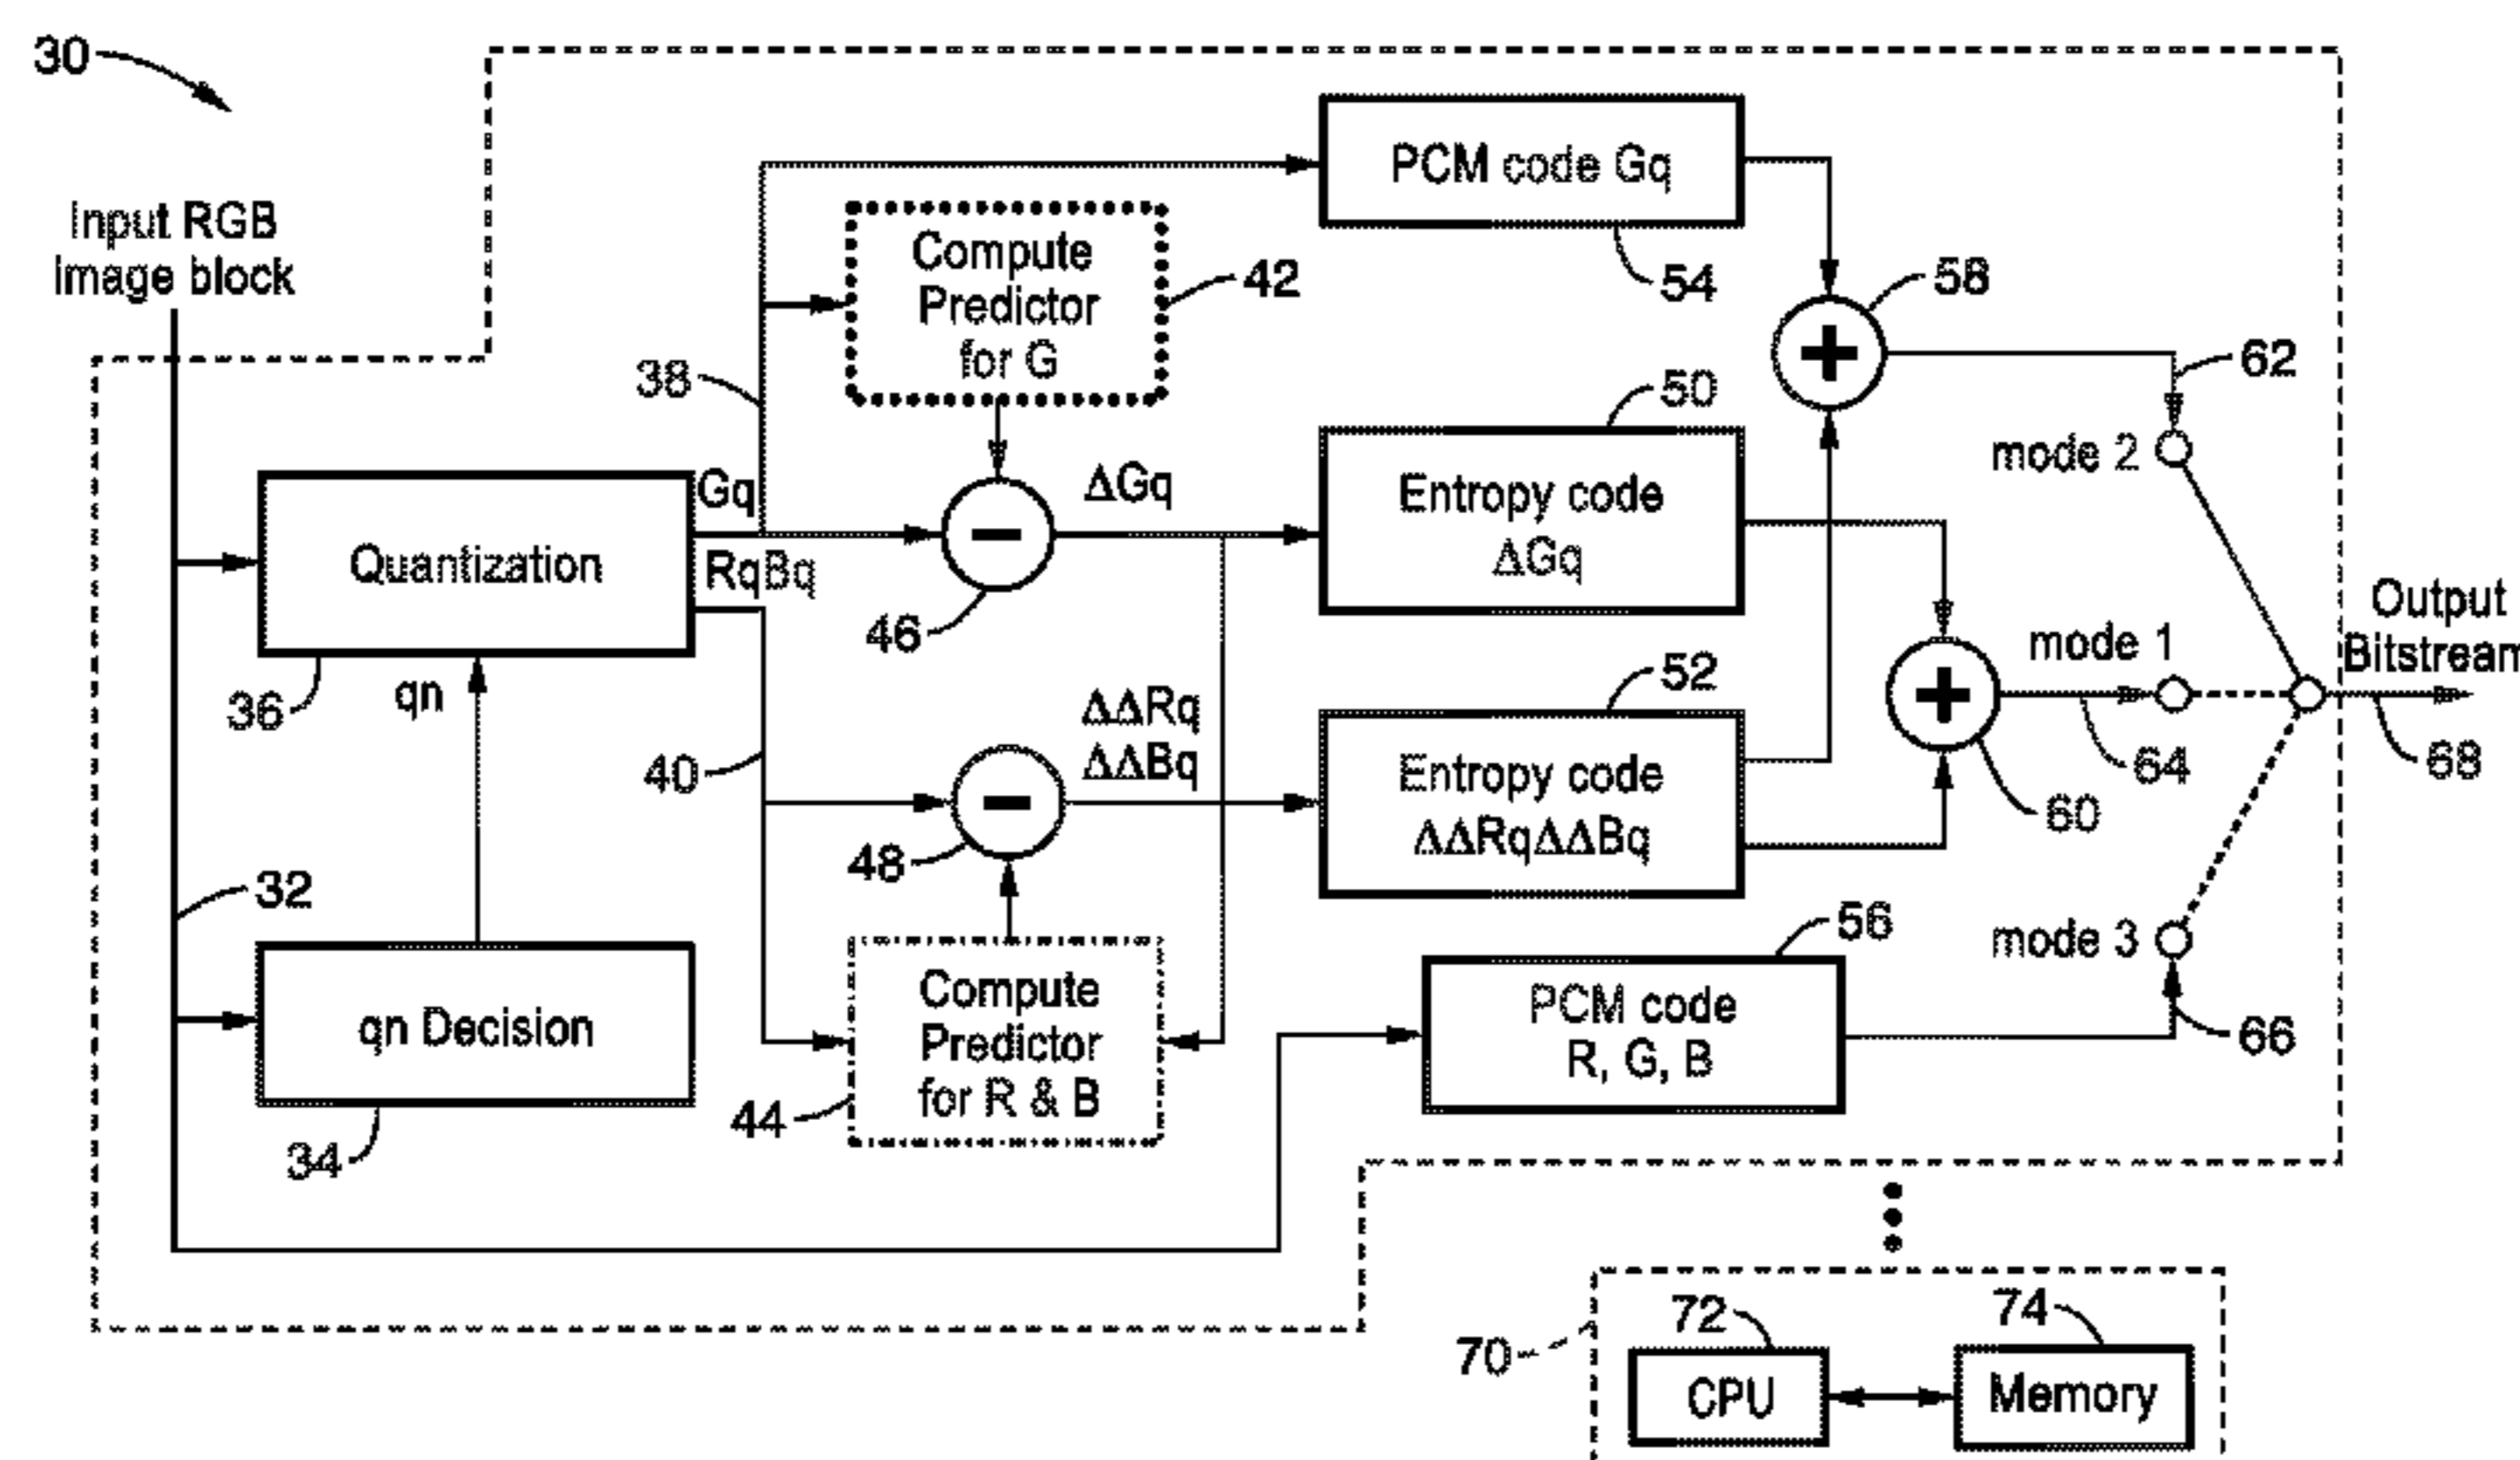 30
Input RGB
image block
PCM code Gq
54
Compute
Predictor
for G
42
58
62
38
50
mode 2
Gq
ΔGq
Entropy code
ΔGq
Quantization
RqBq
46
Output
Bitstream
mode 1
36
qn
52
ΔΔRq
ΔΔBq
40
Entropy code
ΔΔRqΔΔBq
64
68
60
48
32
56
mode 3
qn Decision
Compute
Predictor
for R & B
PCM code
R, G, B
66
44
34
72
74
70
CPU
Memory